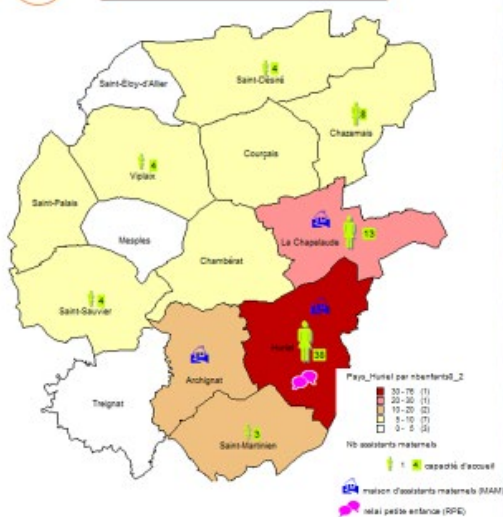 4
Saint-Désiré
Saint-Eloy-d'Allier
8
Chazemais
Courçais
4
Viplaix
Saint-Palais
Mesples
La Chapelaude
13
Chambérat
4
Saint-Sauvier
Huriel
38
Archignat
Treignat
3
Saint-Martinien
Pays_Huriel par nbenfants0_2
30 - 76 (1)
20 - 30 (1)
10 - 20 (2)
5 - 10 (7)
0 - 5 (3)
Nb assistants maternels
1 4 capacité d'accueil
maison d'assistants maternels (MAM)
relai petite enfance (RPE)